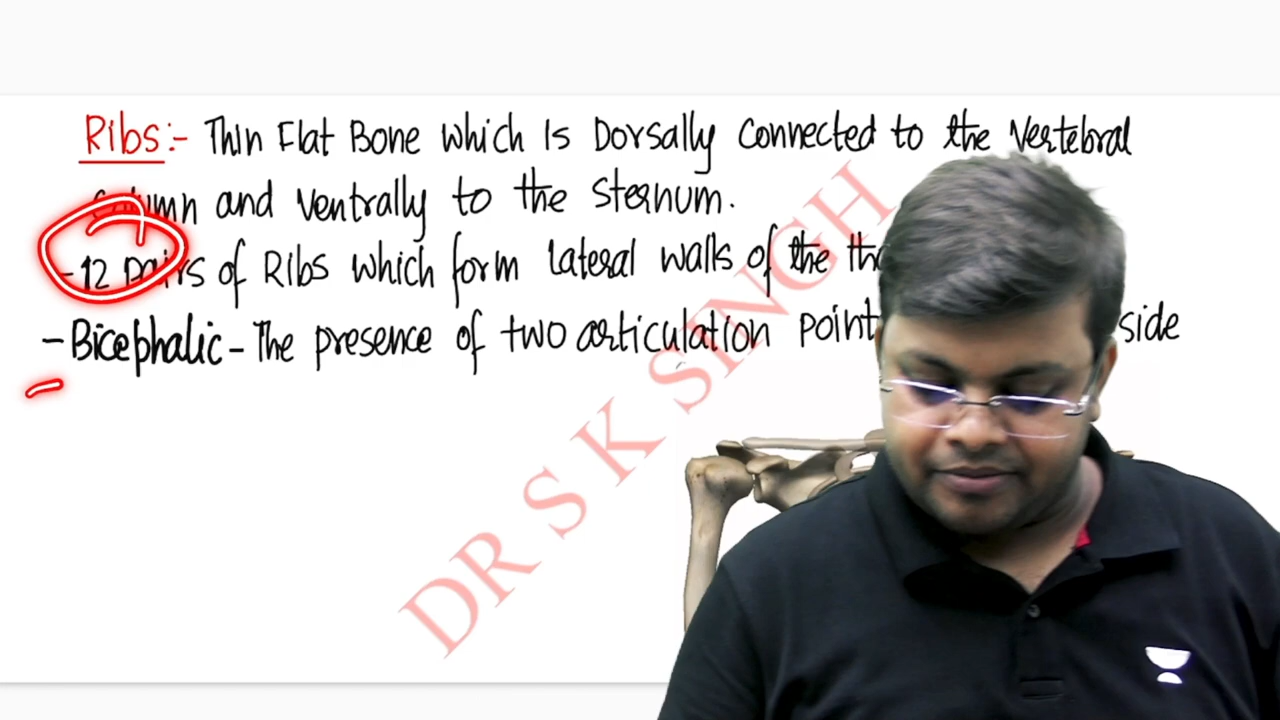 Ribs:- Thin Flat Bone which Is Dorsally connected to the vertebral
column and ventrally to the sternum.
- 12 pairs of Ribs which form lateral walls of the
- Bicephalic - The presence of two articulation point side
DR S K SINGH